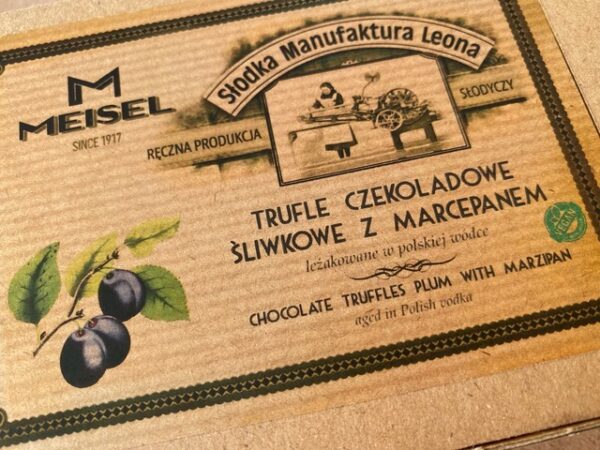 M
MEISEL
SINCE 1917
Słodka Manufaktura Leona
RĘCZNA PRODUKCJA
SŁODYCZY
TRUFLE CZEKOLADOWE
ŚLIWKOWE Z MARCEPANEM
leżakowane w polskiej wódce
CHOCOLATE TRUFFLES PLUM WITH MARZIPAN
aged in Polish vodka
VEGAN